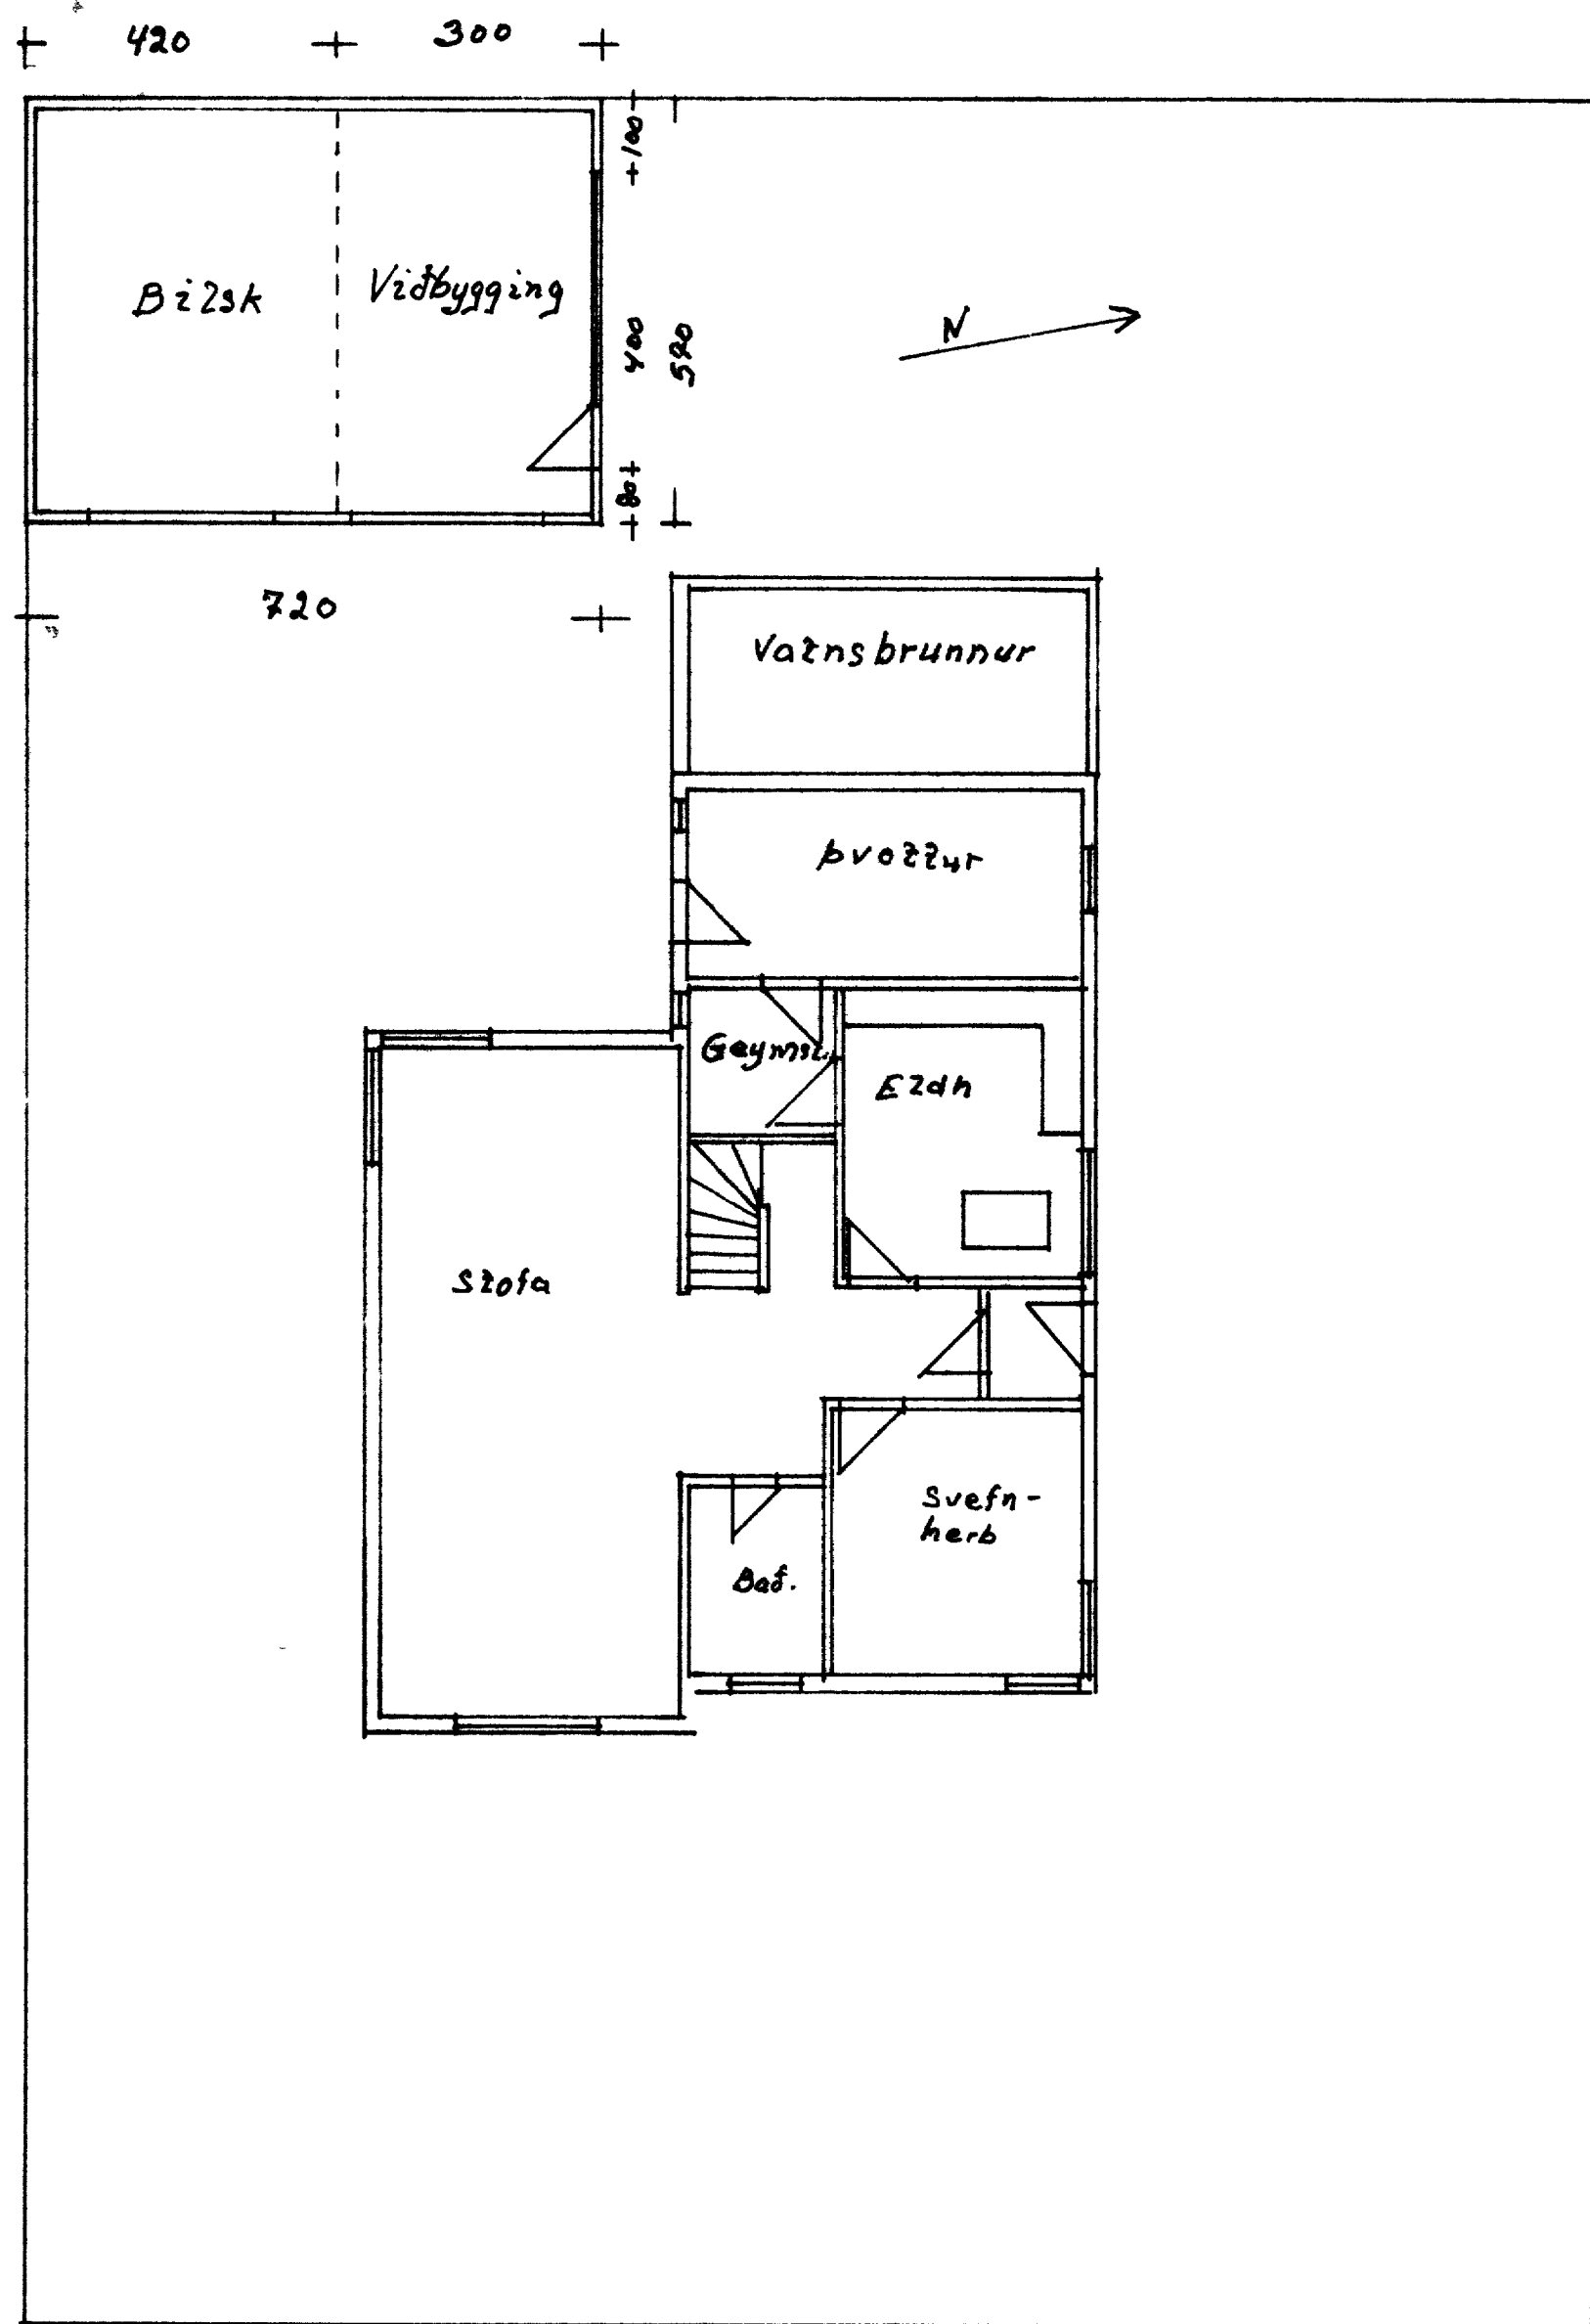 420 300
Bílsk
Viðbygging
100
400
520
80
N
720
Vatnsbrunnur
Þvottur
Geymsl.
Eldh
Stofa
Svefn-
herb
Bað.